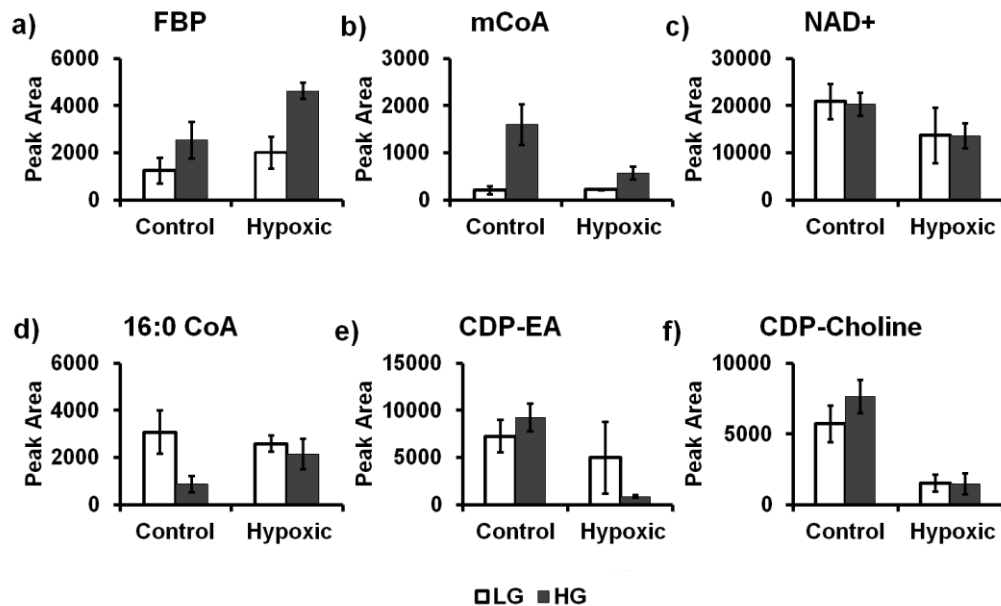 a) FBP
Peak Area
6000
4000
2000
0
Control Hypoxic
b) mCoA
Peak Area
3000
2000
1000
0
Control Hypoxic
c) NAD+
Peak Area
30000
20000
10000
0
Control Hypoxic
d) 16:0 CoA
Peak Area
6000
4000
2000
0
Control Hypoxic
e) CDP-EA
Peak Area
15000
10000
5000
0
Control Hypoxic
f) CDP-Choline
Peak Area
10000
5000
0
Control Hypoxic
LG HG